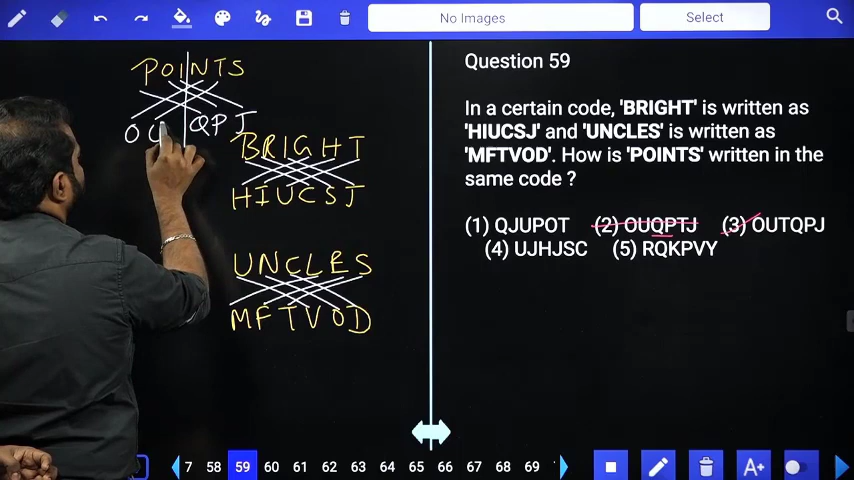 No Images
Select
POINTS
O U QPJ
BRIGHT
HIUCSJ
UNCLES
MFTVOD
Question 59
In a certain code, 'BRIGHT' is written as
'HIUCSJ' and 'UNCLES' is written as
'MFTVOD'. How is 'POINTS' written in the
same code ?
(1) QJUPOT (2) OUQPTJ (3) OUTQPJ
(4) UJHJSC (5) RQKPVY
7 58 59 60 61 62 63 64 65 66 67 68 69
A+